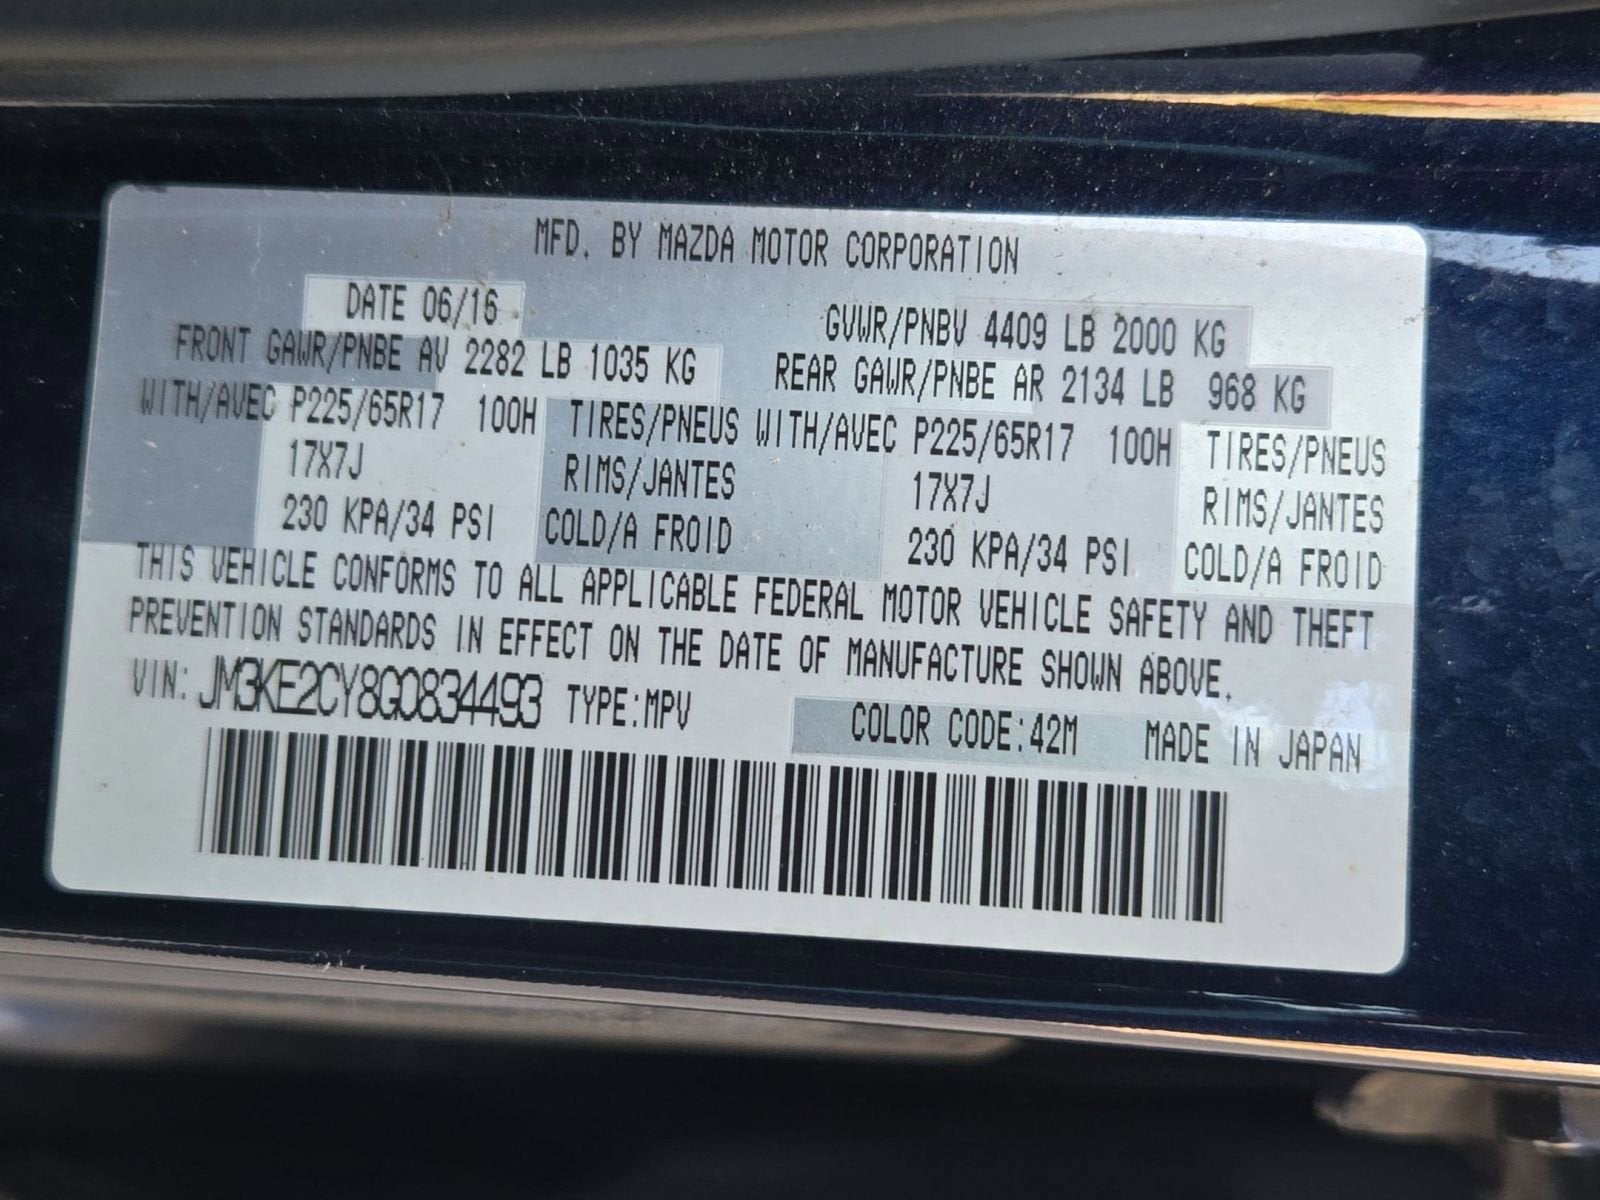 MFD. BY MAZDA MOTOR CORPORATION
DATE 06/16 GVWR/PNBV 4409 LB 2000 KG
FRONT GAWR/PNBE AV 2282 LB 1035 KG REAR GAWR/PNBE AR 2134 LB 968 KG
WITH/AVEC P225/65R17 100H TIRES/PNEUS WITH/AVEC P225/65R17 100H TIRES/PNEUS
17X7J RIMS/JANTES 17X7J RIMS/JANTES
230 KPA/34 PSI COLD/A FROID 230 KPA/34 PSI COLD/A FROID
THIS VEHICLE CONFORMS TO ALL APPLICABLE FEDERAL MOTOR VEHICLE SAFETY AND THEFT
PREVENTION STANDARDS IN EFFECT ON THE DATE OF MANUFACTURE SHOWN ABOVE.
VIN: JM3KE2CY8G0834493 TYPE:MPV COLOR CODE:42M MADE IN JAPAN